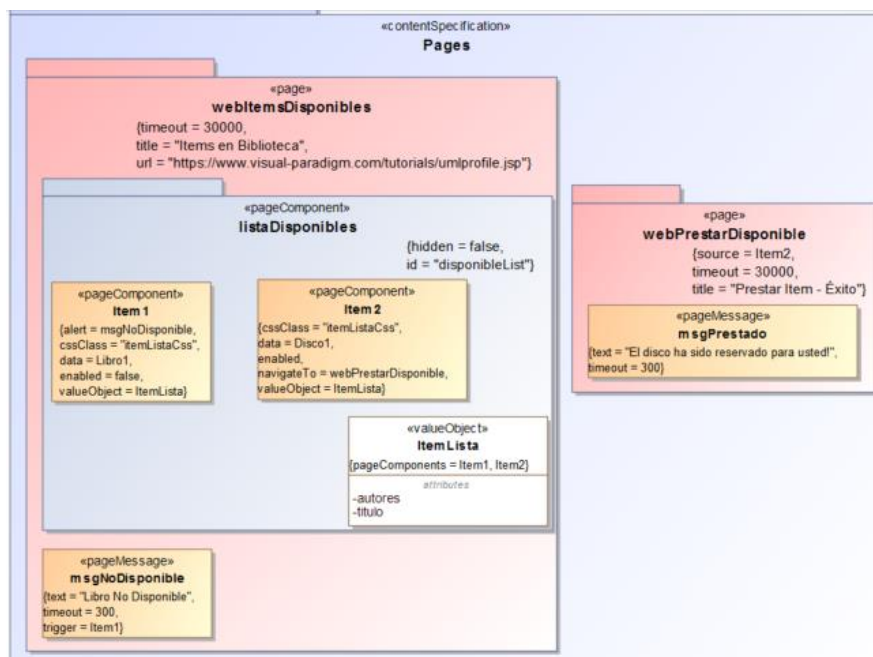 «contentSpecification»
Pages
«page»
webItemsDisponibles
{timeout = 30000,
title = "Items en Biblioteca",
url = "https://www.visual-paradigm.com/tutorials/umlprofile.jsp"}
«pageComponent»
listaDisponibles
{hidden = false,
id = "disponibleList"}
«pageComponent»
Item1
{alert = msgNoDisponible,
cssClass = "itemListaCss",
data = Libro1,
enabled = false,
valueObject = ItemLista}
«pageComponent»
Item2
{cssClass = "itemListaCss",
data = Disco1,
enabled,
navigateTo = webPrestarDisponible,
valueObject = ItemLista}
«valueObject»
ItemLista
{pageComponents = Item1, Item2}
attributes
-autores
-titulo
«pageMessage»
msgNoDisponible
{text = "Libro No Disponible",
timeout = 300,
trigger = Item1}
«page»
webPrestarDisponible
{source = Item2,
timeout = 30000,
title = "Prestar Item - Éxito"}
«pageMessage»
msgPrestado
{text = "El disco ha sido reservado para usted!",
timeout = 300}